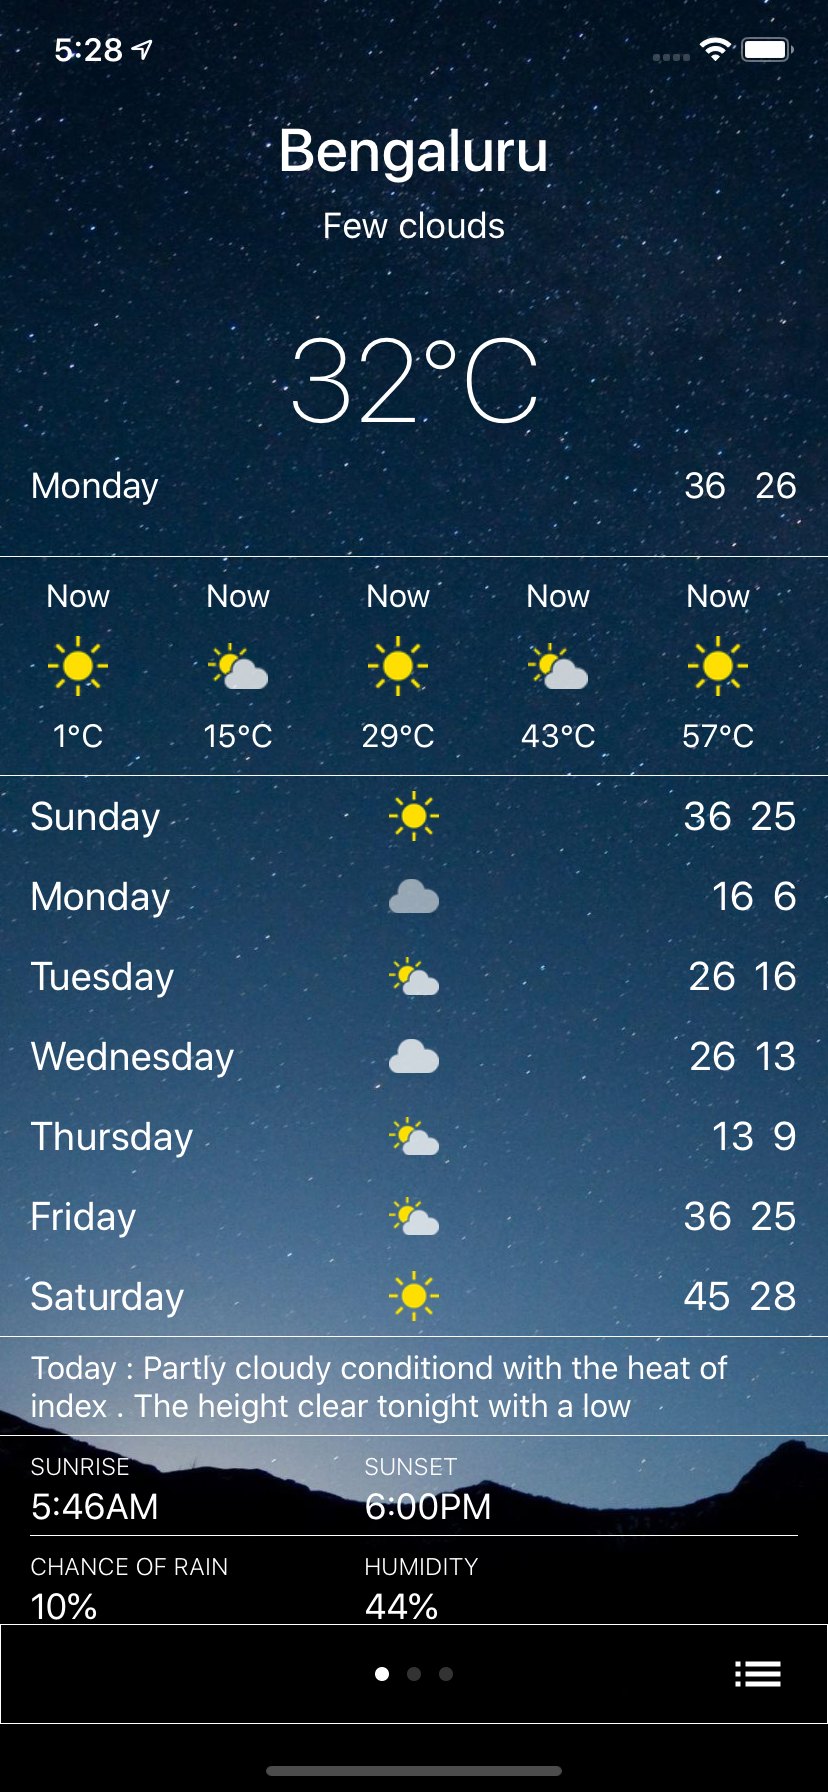 5:28
Bengaluru
Few clouds
32°C
Monday 36 26
Now Now Now Now Now
1°C 15°C 29°C 43°C 57°C
Sunday 36 25
Monday 16 6
Tuesday 26 16
Wednesday 26 13
Thursday 13 9
Friday 36 25
Saturday 45 28
Today : Partly cloudy conditiond with the heat of
index . The height clear tonight with a low
SUNRISE SUNSET
5:46AM 6:00PM
CHANCE OF RAIN HUMIDITY
10% 44%